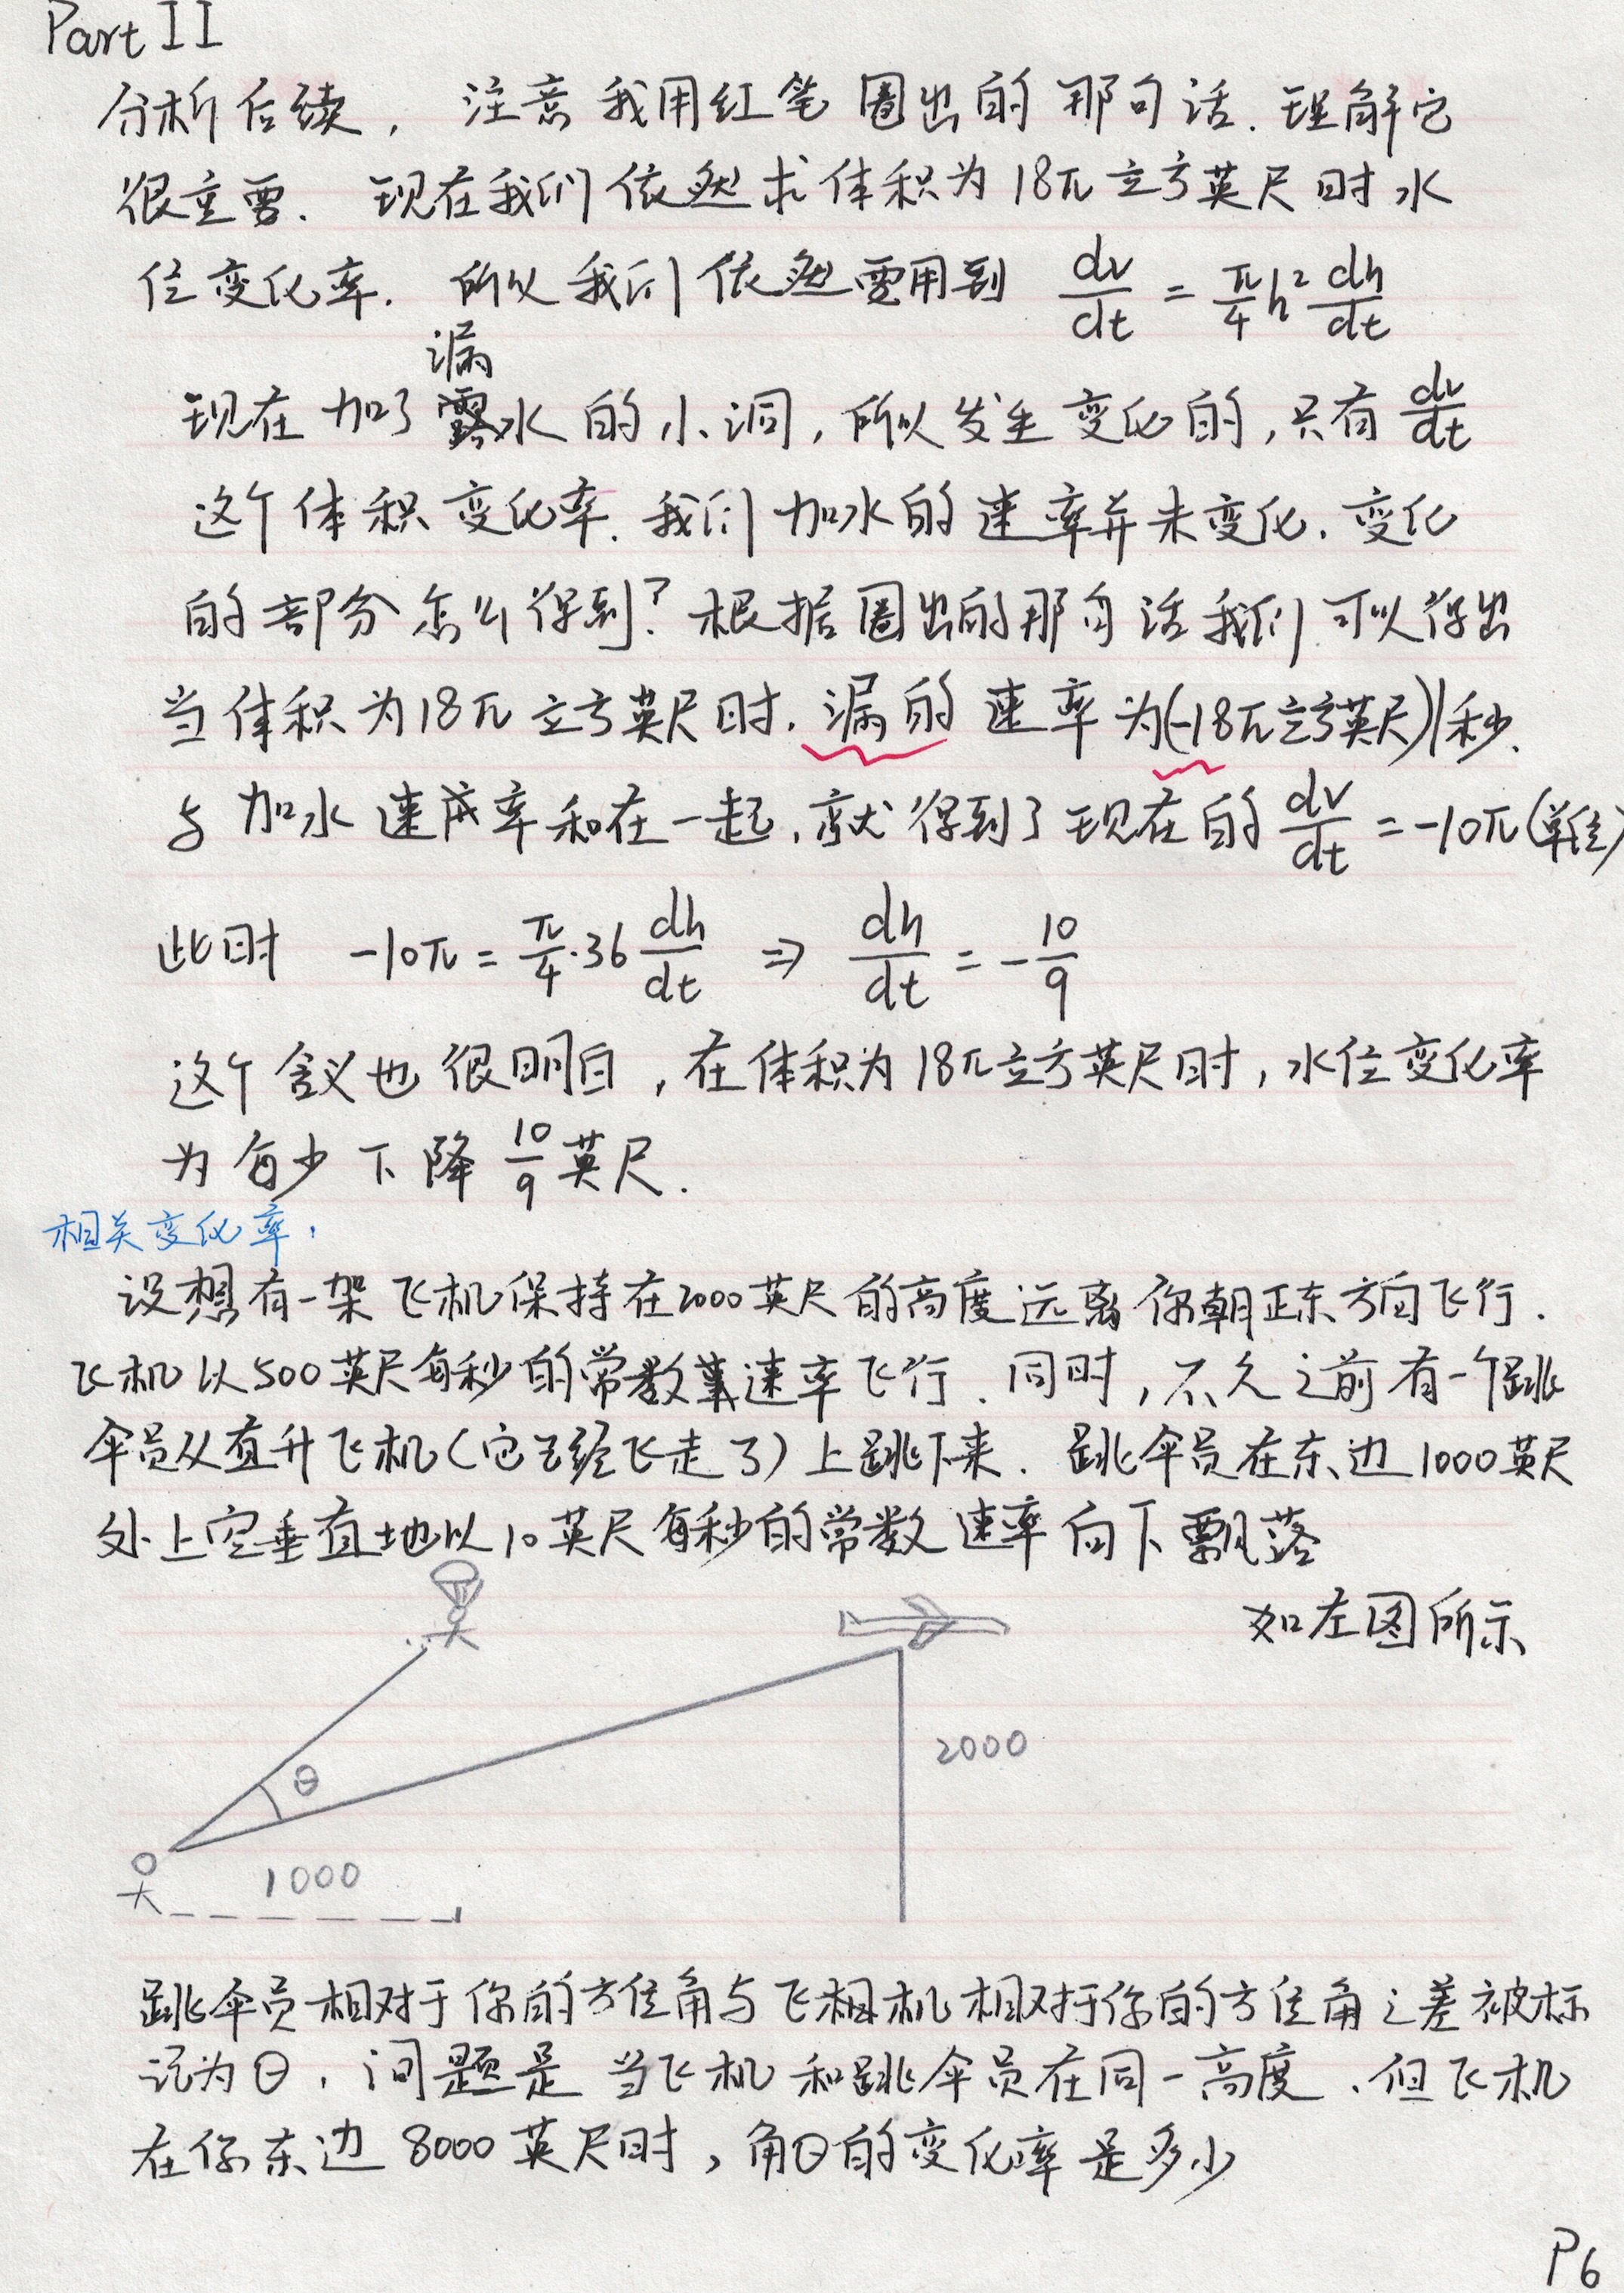 Part II
分析后续，注意我用红笔圈出的那句话．理解它
很重要．现在我们依然求体积为18π立方英尺时水
位变化率．所以我们依然要用到 dv/dt = π/4 h² dh/dt
漏
现在加了水的小洞，所以发生变化的，只有 dv/dt
这个体积变化率．我们加水的速率并未变化．变化
的部分怎么得到？根据圈出的那句话我们可以得出
当体积为18π立方英尺时．漏的速率为(-18π立方英尺)/秒．
与加水速率和在一起，就得到了现在的 dv/dt = -10π(单位)
此时 -10π = π/4·36 dh/dt ⇒ dh/dt = -10/9
这个含义也很明白，在体积为18π立方英尺时，水位变化率
为每少下降 10/9 英尺．
相关变化率：
设想有一架飞机保持在2000英尺的高度远离你朝正东方向飞行．
飞机以500英尺每秒的常数速率飞行．同时，不久之前有一个跳
伞员从直升飞机(它已经飞走了)上跳下来．跳伞员在东边1000英尺
处上空垂直地以10英尺每秒的常数速率向下飘落
如左图所示
θ
2000
1000
跳伞员相对于你的方位角与飞机相对于你的方位角之差被标
记为θ，问题是当飞机和跳伞员在同一高度、但飞机
在你东边8000英尺时，角θ的变化率是多少
P6